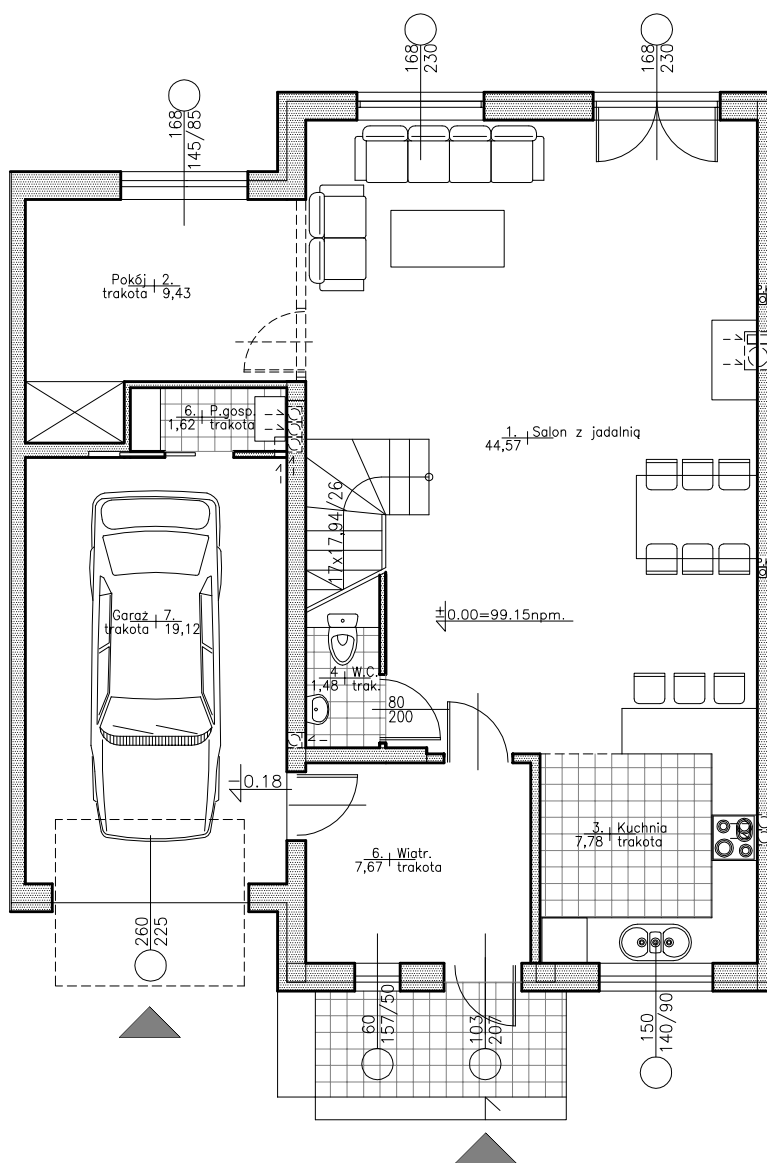 168
230
168
230
168
145/85
Pokój 2.
trakota 9,43
6. P.gosp.
1,62 trakota
1. Salon z jadalnią
44,57
17x17,94/26
Garaż 7.
trakota 19,12
±0.00=99.15npm.
4 W.C.
1,48 trak.
80
200
-0.18
3. Kuchnia
7,78 trakota
6. Wiatr.
7,67 trakota
260
225
60
157/50
103
207
150
140/90